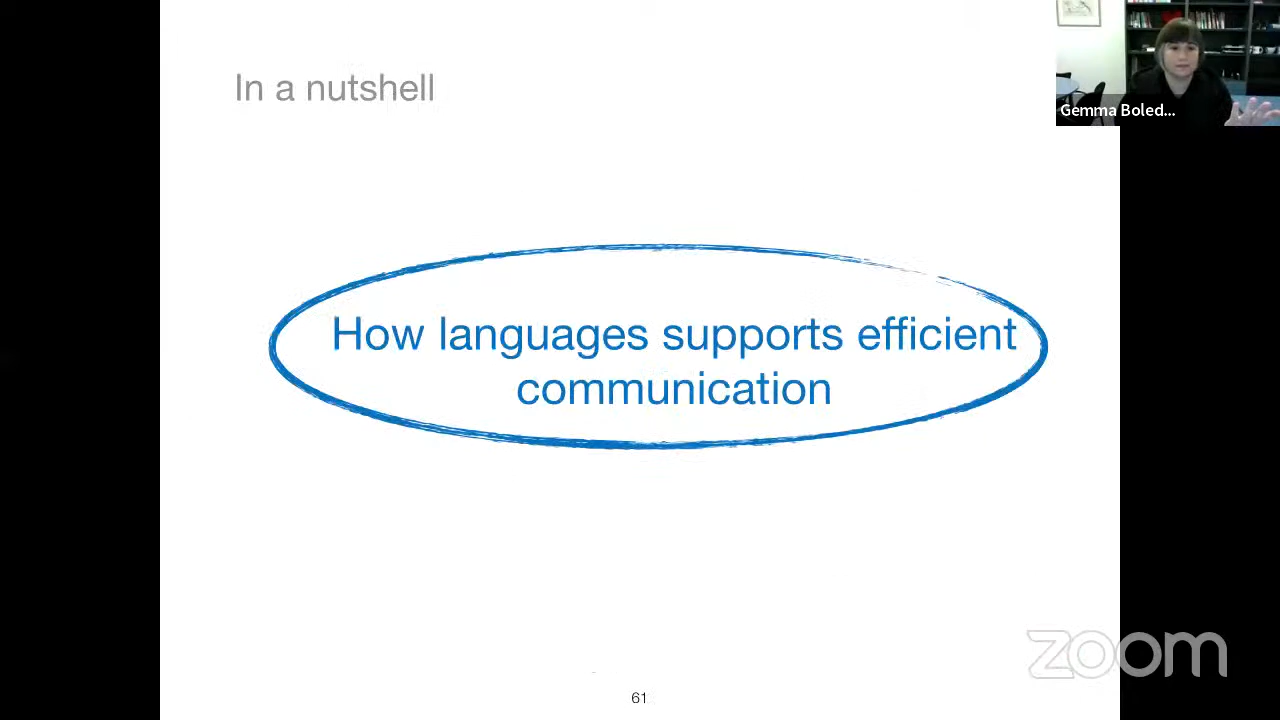 In a nutshell
Gemma Boled...
How languages supports efficient
communication
zoom
61